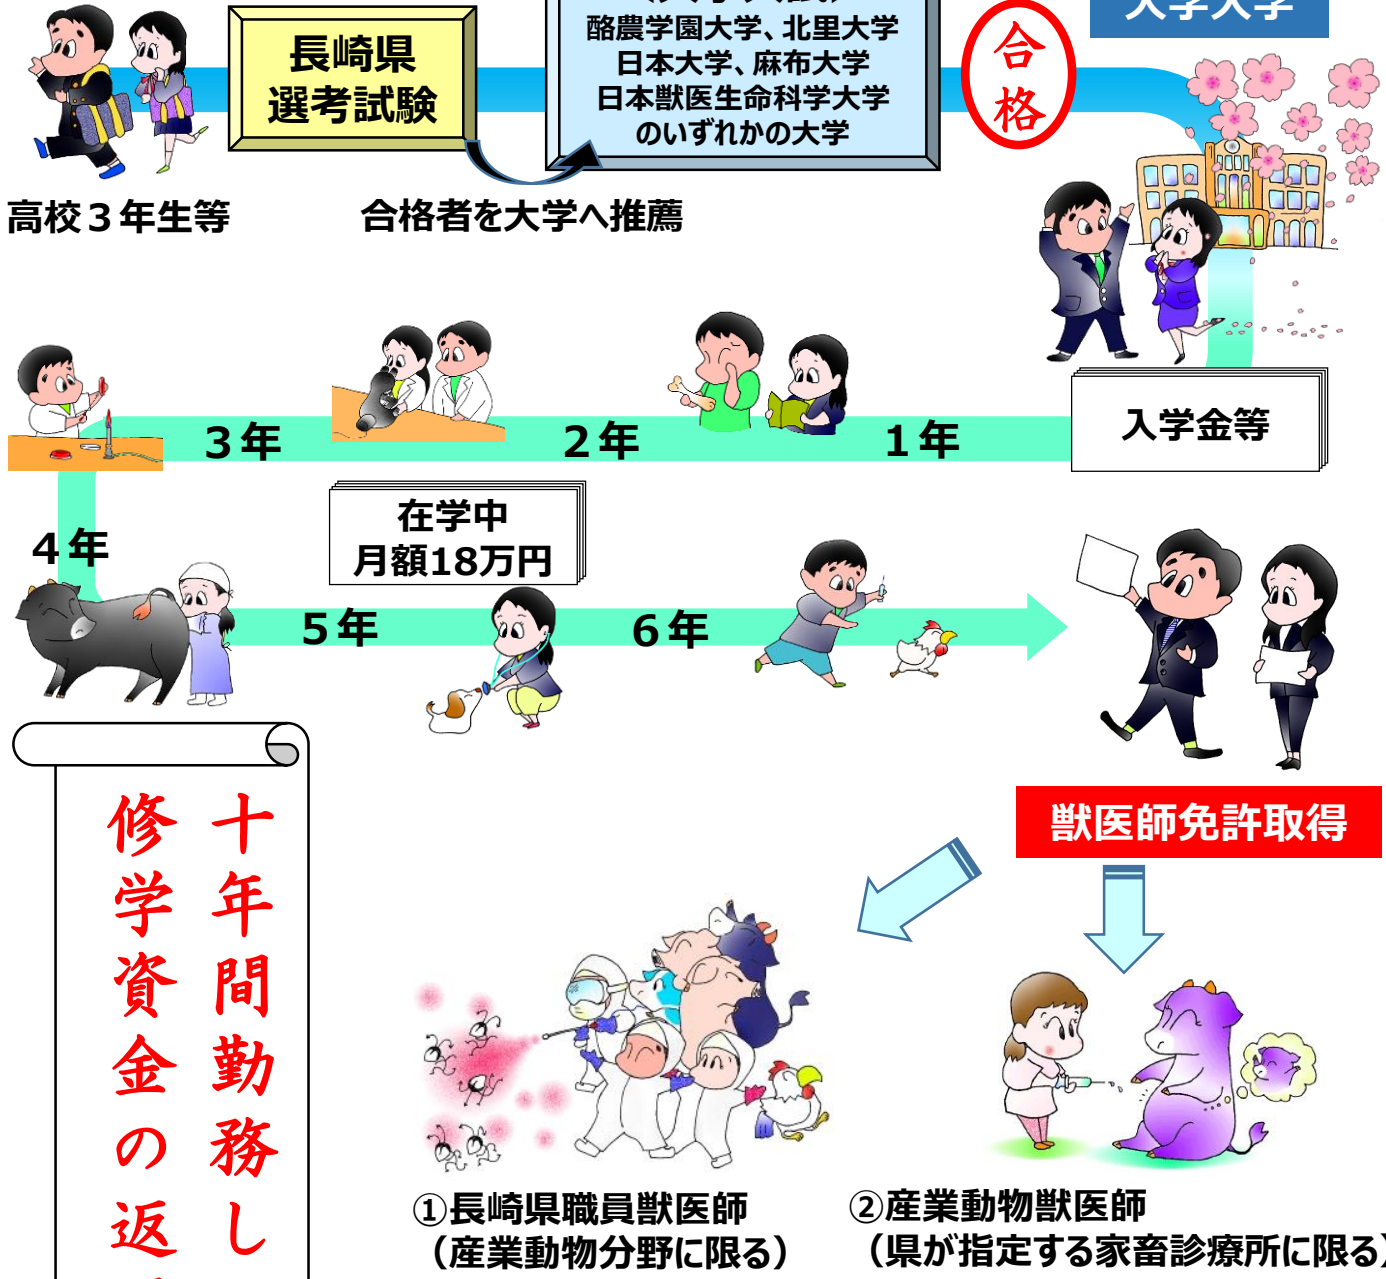 長崎県
選考試験
酪農学園大学、北里大学
日本大学、麻布大学
日本獣医生命科学大学
のいずれかの大学
合格
高校３年生等
合格者を大学へ推薦
入学金等
１年
２年
３年
４年
在学中
月額18万円
５年
６年
獣医師免許取得
十年間勤務し
修学資金の返
①長崎県職員獣医師
（産業動物分野に限る）
②産業動物獣医師
（県が指定する家畜診療所に限る）